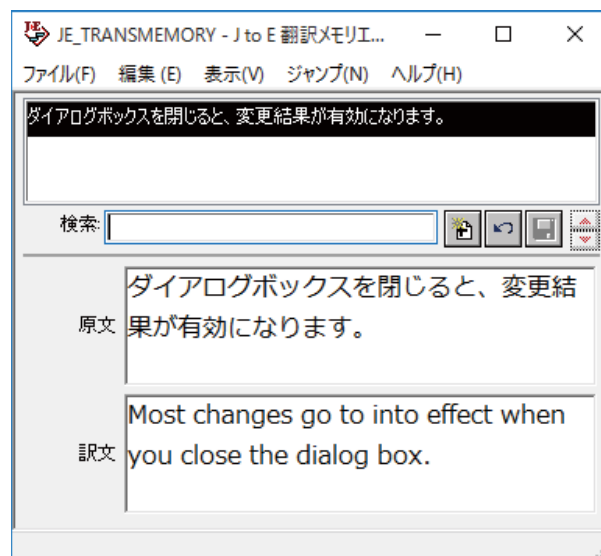 JE_TRANSMEMORY - J to E 翻訳メモリエ...
ファイル(F) 編集(E) 表示(V) ジャンプ(N) ヘルプ(H)
ダイアログボックスを閉じると、変更結果が有効になります。
検索:
原文
ダイアログボックスを閉じると、変更結
果が有効になります。
訳文
Most changes go to into effect when
you close the dialog box.